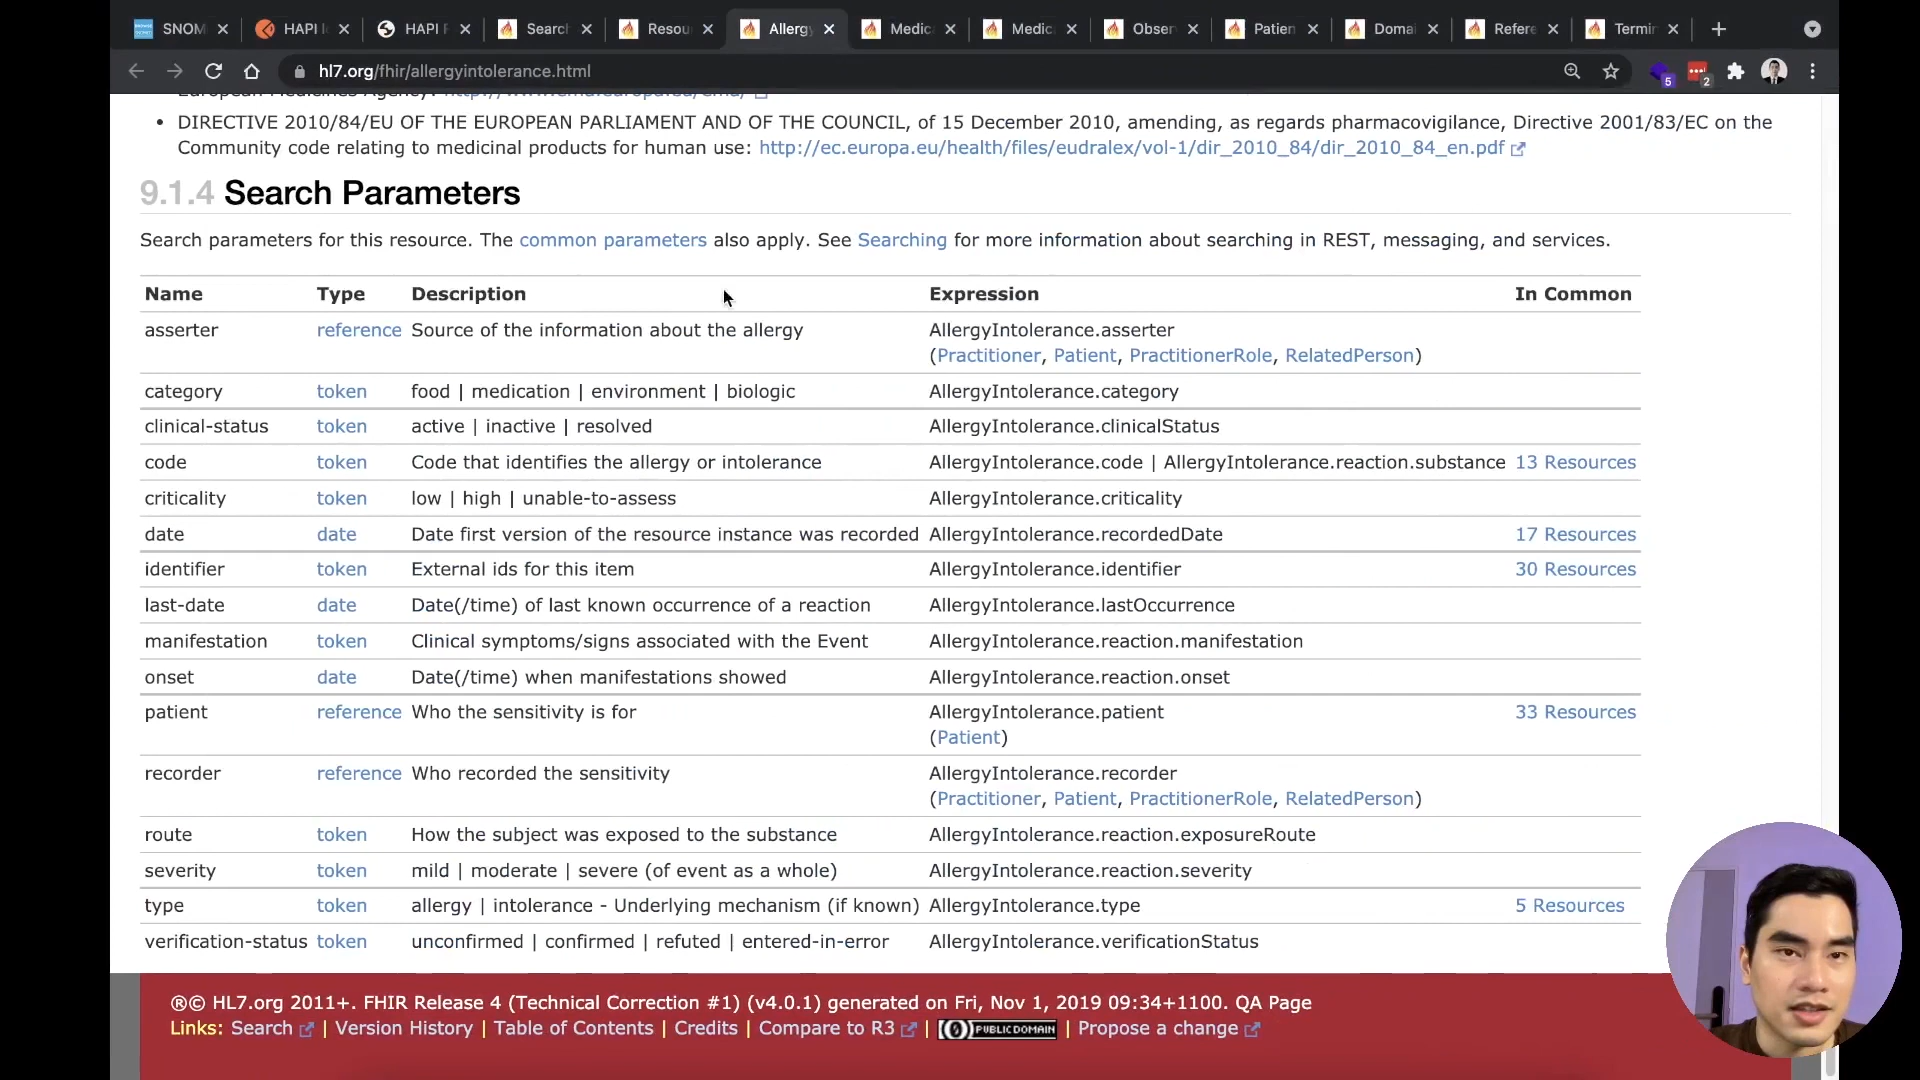 SNOM
HAPI
HAPI
Search
Resou
Allerg
Medic
Medic
Obser
Patien
Domai
Refere
Termin
hl7.org/fhir/allergyintolerance.html
5
2
DIRECTIVE 2010/84/EU OF THE EUROPEAN PARLIAMENT AND OF THE COUNCIL, of 15 December 2010, amending, as regards pharmacovigilance, Directive 2001/83/EC on the
Community code relating to medicinal products for human use: http://ec.europa.eu/health/files/eudralex/vol-1/dir_2010_84/dir_2010_84_en.pdf
9.1.4 Search Parameters
Search parameters for this resource. The common parameters also apply. See Searching for more information about searching in REST, messaging, and services.
Name Type Description Expression In Common
asserter reference Source of the information about the allergy AllergyIntolerance.asserter
(Practitioner, Patient, PractitionerRole, RelatedPerson)
category token food | medication | environment | biologic AllergyIntolerance.category
clinical-status token active | inactive | resolved AllergyIntolerance.clinicalStatus
code token Code that identifies the allergy or intolerance AllergyIntolerance.code | AllergyIntolerance.reaction.substance 13 Resources
criticality token low | high | unable-to-assess AllergyIntolerance.criticality
date date Date first version of the resource instance was recorded AllergyIntolerance.recordedDate 17 Resources
identifier token External ids for this item AllergyIntolerance.identifier 30 Resources
last-date date Date(/time) of last known occurrence of a reaction AllergyIntolerance.lastOccurrence
manifestation token Clinical symptoms/signs associated with the Event AllergyIntolerance.reaction.manifestation
onset date Date(/time) when manifestations showed AllergyIntolerance.reaction.onset
patient reference Who the sensitivity is for AllergyIntolerance.patient 33 Resources
(Patient)
recorder reference Who recorded the sensitivity AllergyIntolerance.recorder
(Practitioner, Patient, PractitionerRole, RelatedPerson)
route token How the subject was exposed to the substance AllergyIntolerance.reaction.exposureRoute
severity token mild | moderate | severe (of event as a whole) AllergyIntolerance.reaction.severity
type token allergy | intolerance - Underlying mechanism (if known) AllergyIntolerance.type 5 Resources
verification-status token unconfirmed | confirmed | refuted | entered-in-error AllergyIntolerance.verificationStatus
®© HL7.org 2011+. FHIR Release 4 (Technical Correction #1) (v4.0.1) generated on Fri, Nov 1, 2019 09:34+1100. QA Page
Links: Search | Version History | Table of Contents | Credits | Compare to R3 | PUBLIC DOMAIN | Propose a change